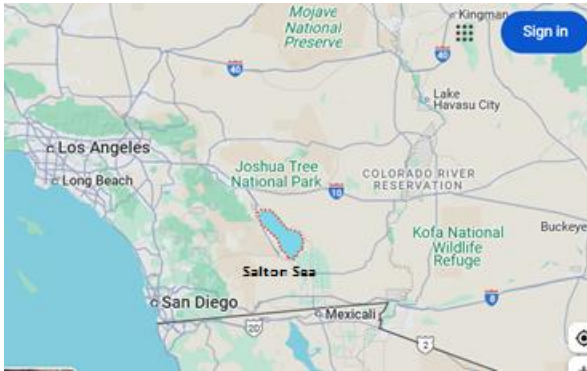 Mojave
National
Preserve
Kingman
Sign in
40
40
Lake
Havasu City
Los Angeles
Long Beach
Joshua Tree
National Park
COLORADO RIVER
RESERVATION
10
Kofa National
Wildlife
Refuge
Buckeye
Salton Sea
San Diego
Mexicali
8
2D
2